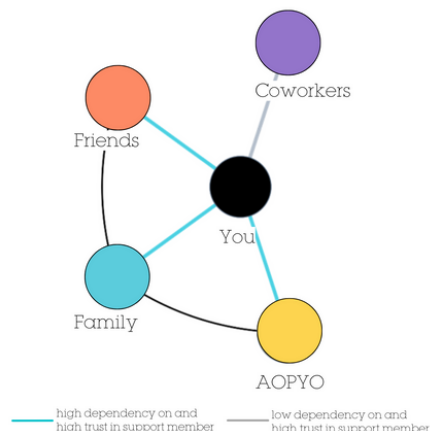 Coworkers
Friends
You
Family
AOPYO
high dependency on and
high trust in support member
low dependency on and
high trust in support member